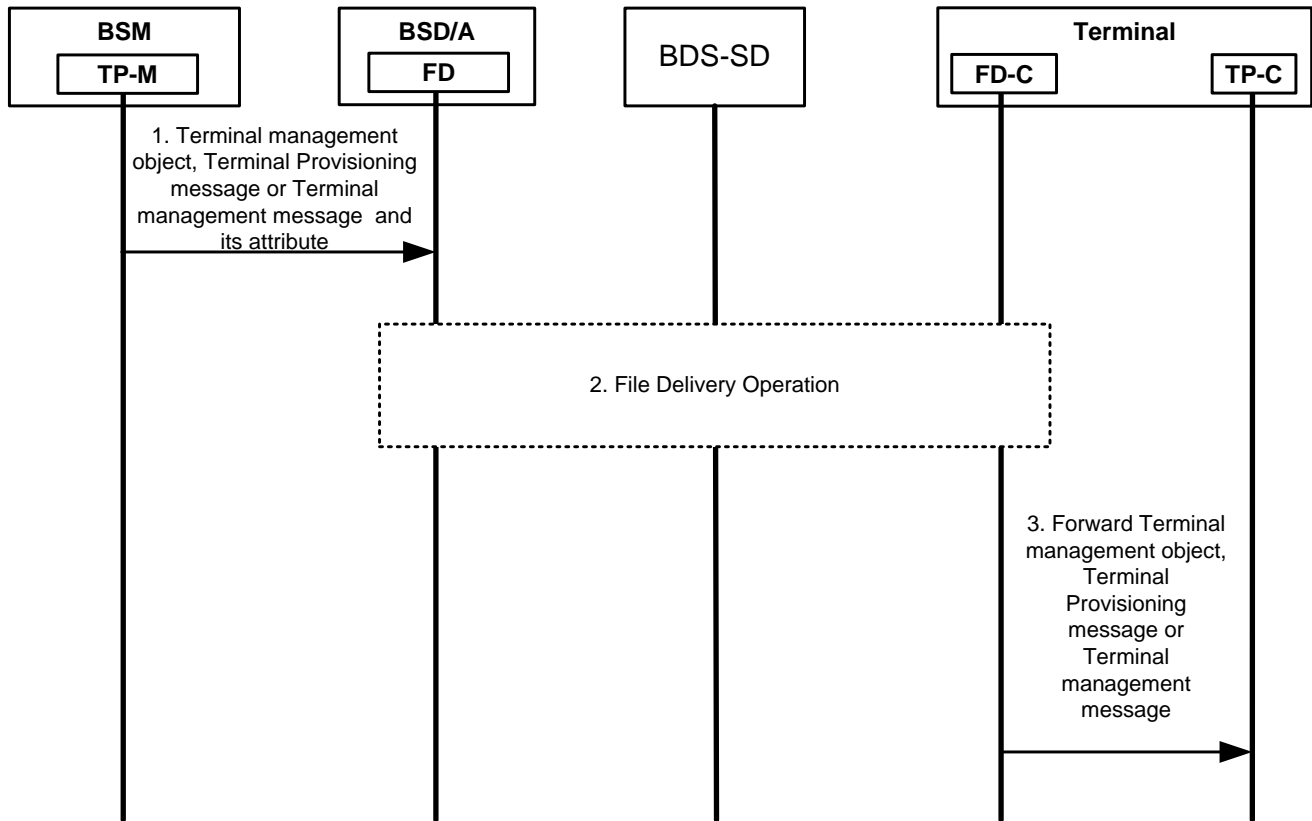 BSM
TP-M
BSD/A
FD
BDS-SD
Terminal
FD-C
TP-C
1. Terminal management
object, Terminal Provisioning
message or Terminal
management message and
its attribute
2. File Delivery Operation
3. Forward Terminal
management object,
Terminal
Provisioning
message or
Terminal
management
message